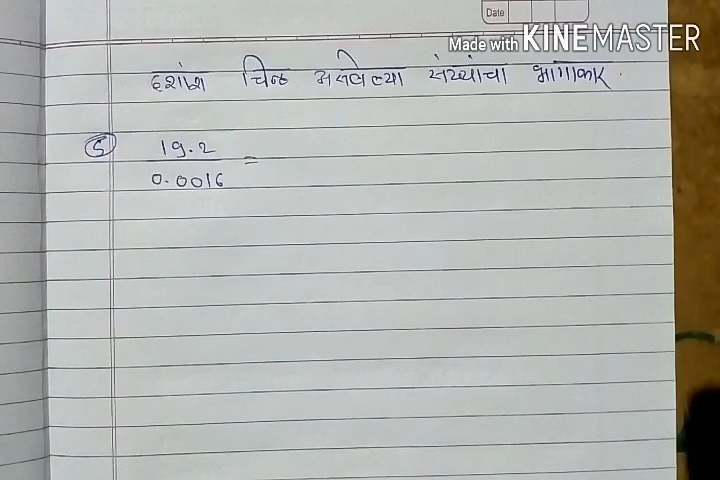 Date
Made with KINEMASTER
दशांश चिन्ह असलेल्या संख्यांचा भागाकार.
5 19.2
0.0016 =